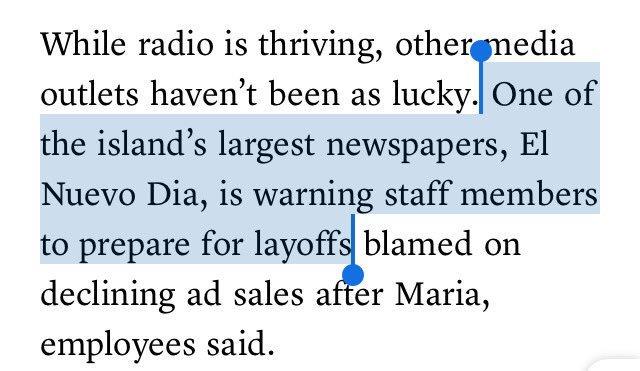 While radio is thriving, other media
outlets haven’t been as lucky. One of
the island’s largest newspapers, El
Nuevo Dia, is warning staff members
to prepare for layoffs blamed on
declining ad sales after Maria,
employees said.